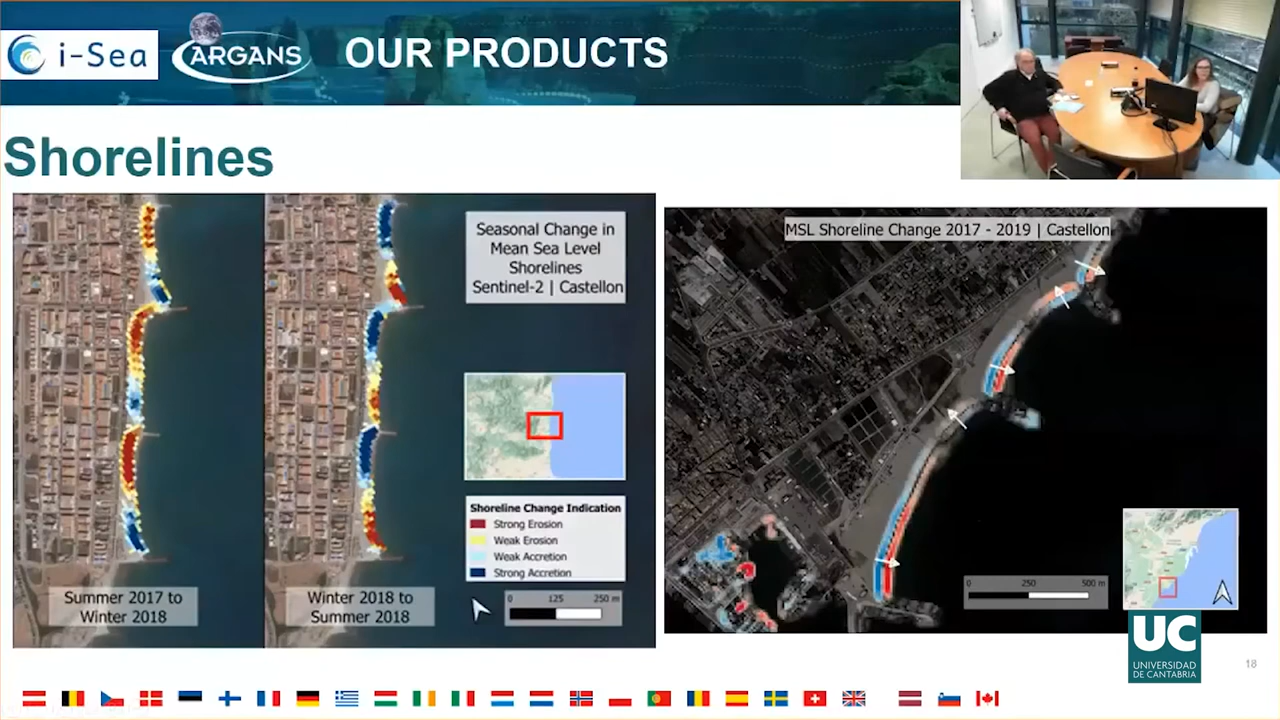 i-Sea
ARGANS
OUR PRODUCTS
Shorelines
Seasonal Change in
Mean Sea Level
Shorelines
Sentinel-2 | Castellon
Shoreline Change Indication
Strong Erosion
Weak Erosion
Weak Accretion
Strong Accretion
0 125 250 m
Summer 2017 to
Winter 2018
Winter 2018 to
Summer 2018
MSL Shoreline Change 2017 - 2019 | Castellon
0 250 500 m
UC
UNIVERSIDAD
DE CANTABRIA
18